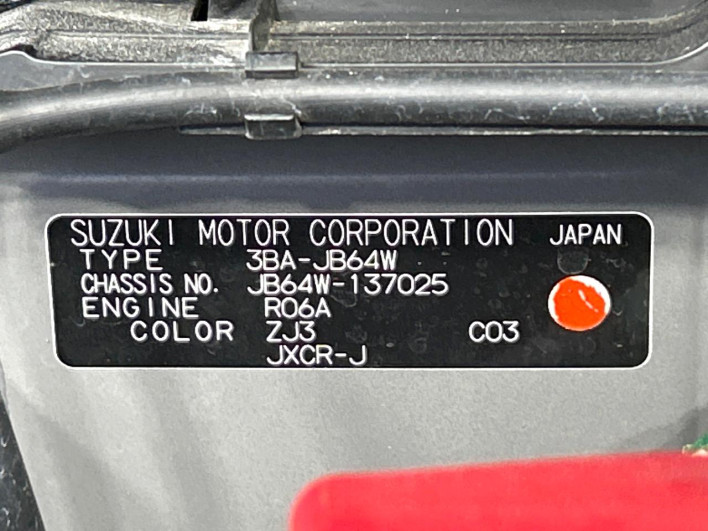 SUZUKI MOTOR CORPORATION JAPAN
TYPE 3BA-JB64W
CHASSIS NO. JB64W-137025
ENGINE R06A
COLOR ZJ3 C03
JXCR-J